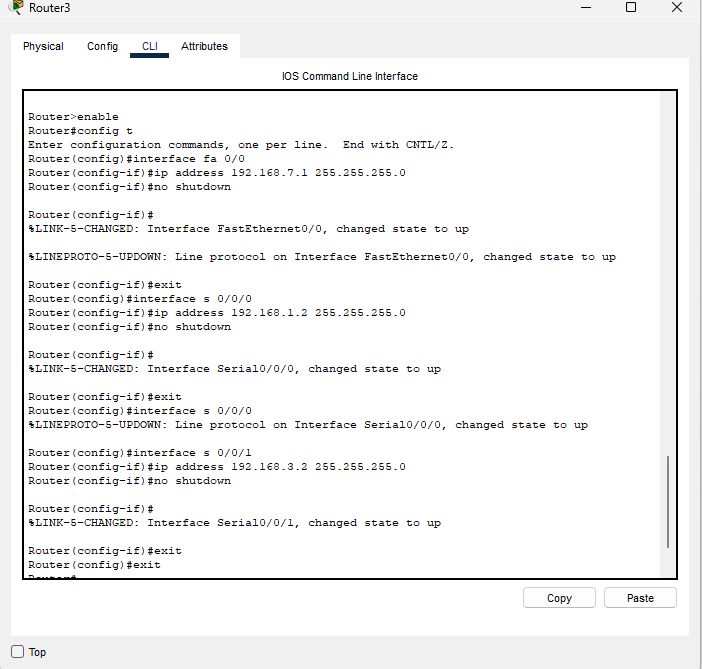 Router3
Physical Config CLI Attributes
IOS Command Line Interface
Router>enable
Router#config t
Enter configuration commands, one per line.  End with CNTL/Z.
Router(config)#interface fa 0/0
Router(config-if)#ip address 192.168.7.1 255.255.255.0
Router(config-if)#no shutdown
Router(config-if)#
%LINK-5-CHANGED: Interface FastEthernet0/0, changed state to up
%LINEPROTO-5-UPDOWN: Line protocol on Interface FastEthernet0/0, changed state to up
Router(config-if)#exit
Router(config)#interface s 0/0/0
Router(config-if)#ip address 192.168.1.2 255.255.255.0
Router(config-if)#no shutdown
Router(config-if)#
%LINK-5-CHANGED: Interface Serial0/0/0, changed state to up
Router(config-if)#exit
Router(config)#interface s 0/0/0
%LINEPROTO-5-UPDOWN: Line protocol on Interface Serial0/0/0, changed state to up
Router(config)#interface s 0/0/1
Router(config-if)#ip address 192.168.3.2 255.255.255.0
Router(config-if)#no shutdown
Router(config-if)#
%LINK-5-CHANGED: Interface Serial0/0/1, changed state to up
Router(config-if)#exit
Router(config)#exit
Router#
Copy Paste
Top